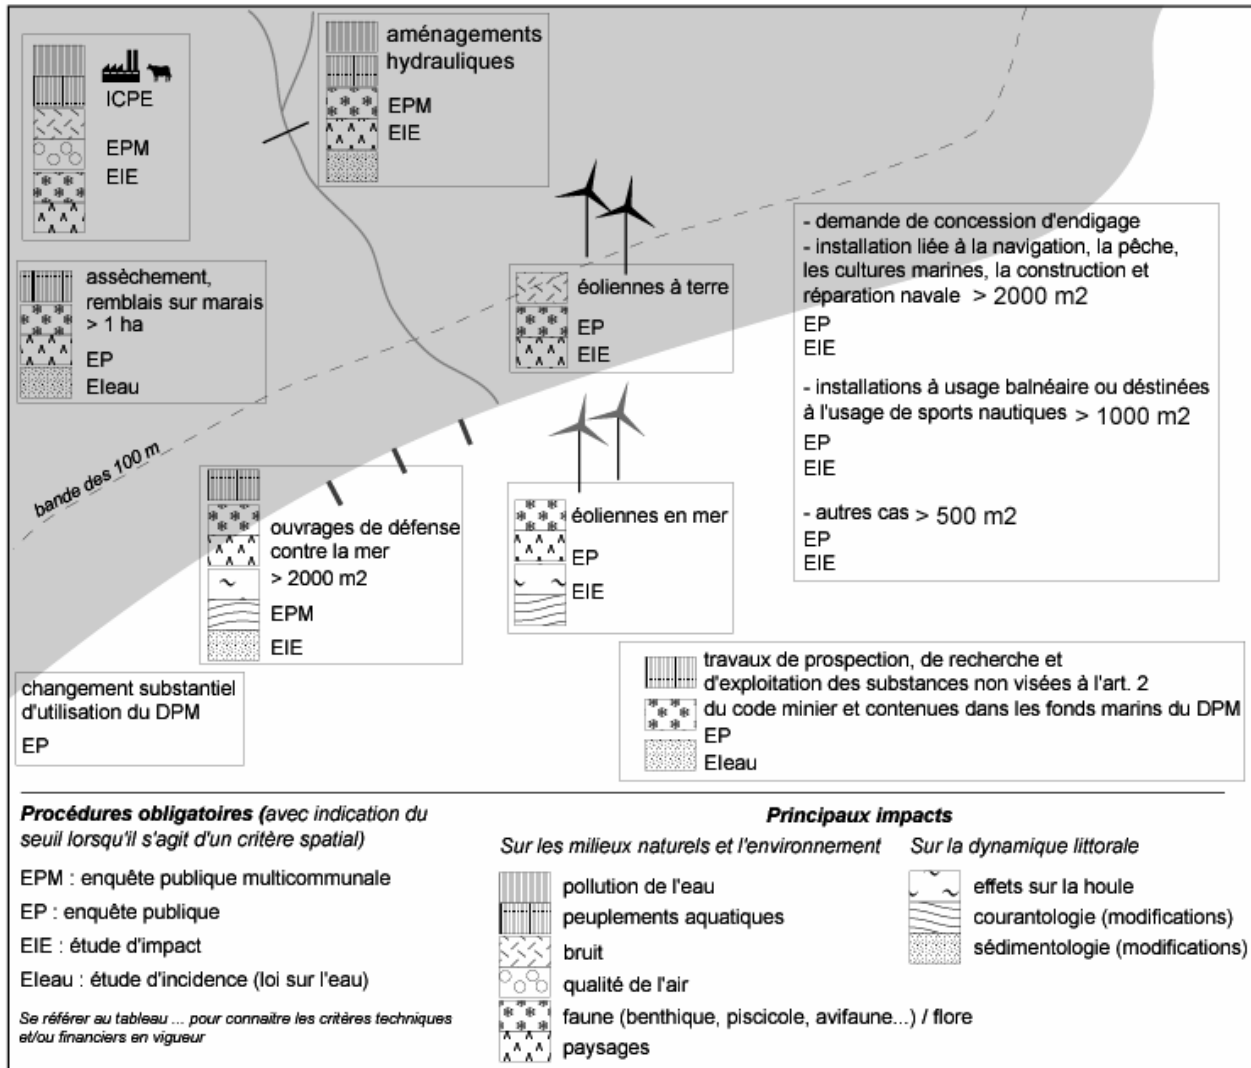 ICPE
EPM
EIE
aménagements
hydrauliques
EPM
EIE
assèchement,
remblais sur marais
> 1 ha
EP
Eleau
éoliennes à terre
EP
EIE
- demande de concession d'endigage
- installation liée à la navigation, la pêche,
les cultures marines, la construction et
réparation navale > 2000 m2
EP
EIE
- installations à usage balnéaire ou déstinées
à l'usage de sports nautiques > 1000 m2
EP
EIE
- autres cas > 500 m2
EP
EIE
bande des 100 m
ouvrages de défense
contre la mer
> 2000 m2
EPM
EIE
éoliennes en mer
EP
EIE
changement substantiel
d'utilisation du DPM
EP
travaux de prospection, de recherche et
d'exploitation des substances non visées à l'art. 2
du code minier et contenues dans les fonds marins du DPM
EP
Eleau
Procédures obligatoires (avec indication du
seuil lorsqu'il s'agit d'un critère spatial)
EPM : enquête publique multicommunale
EP : enquête publique
EIE : étude d'impact
Eleau : étude d'incidence (loi sur l'eau)
Se référer au tableau ... pour connaitre les critères techniques
et/ou financiers en vigueur
Principaux impacts
Sur les milieux naturels et l'environnement
pollution de l'eau
peuplements aquatiques
bruit
qualité de l'air
faune (benthique, piscicole, avifaune...) / flore
paysages
Sur la dynamique littorale
effets sur la houle
courantologie (modifications)
sédimentologie (modifications)